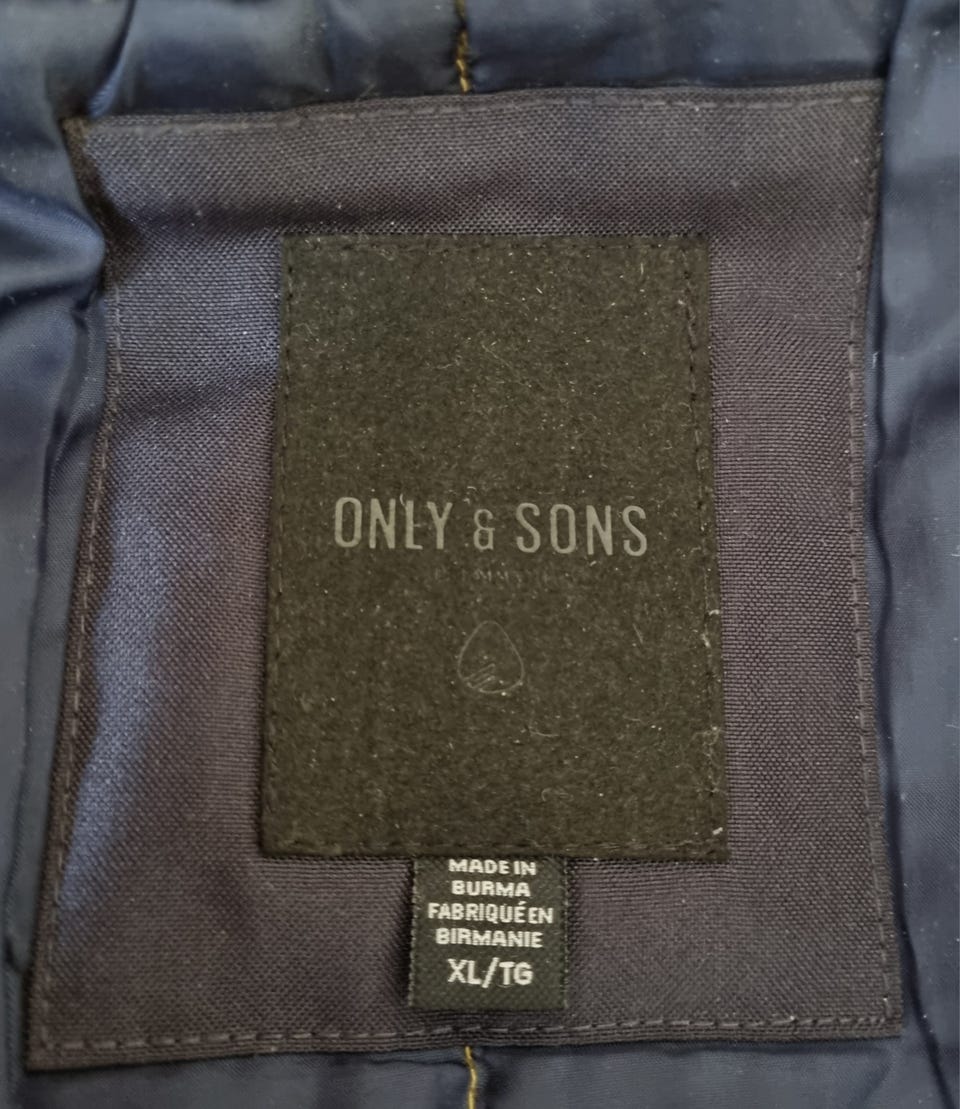 ONLY & SONS
MADE IN
BURMA
FABRIQUÉ EN
BIRMANIE
XL/TG